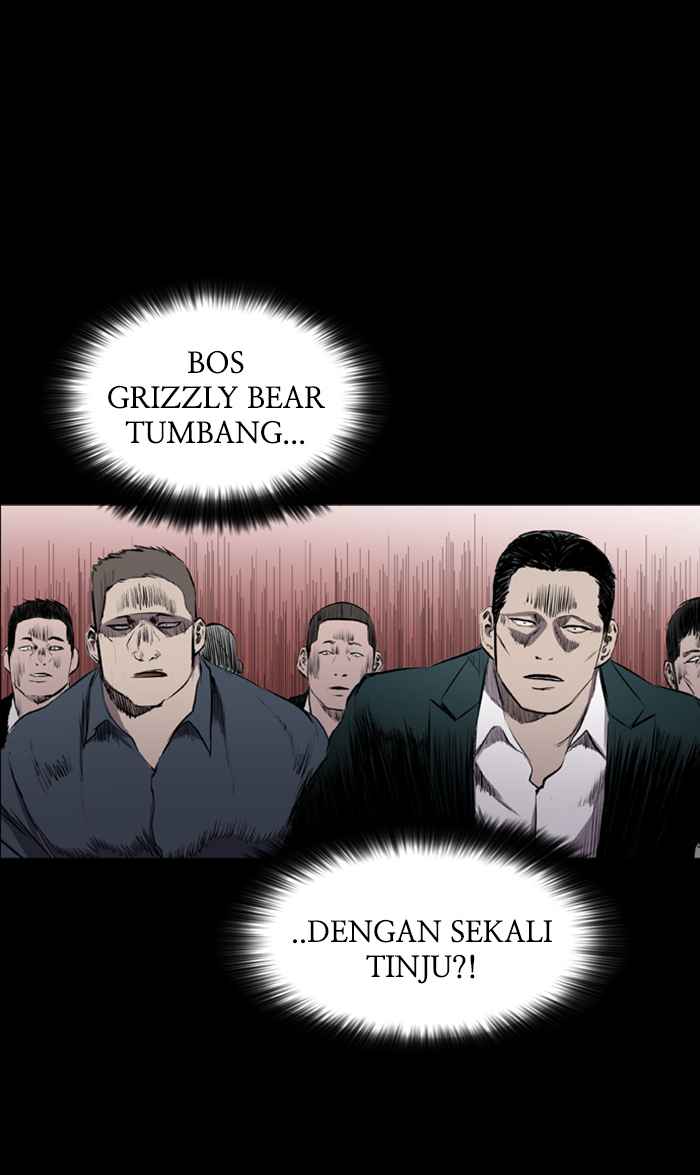 BOS
GRIZZLY BEAR
TUMBANG...
..DENGAN SEKALI
TINJU?!